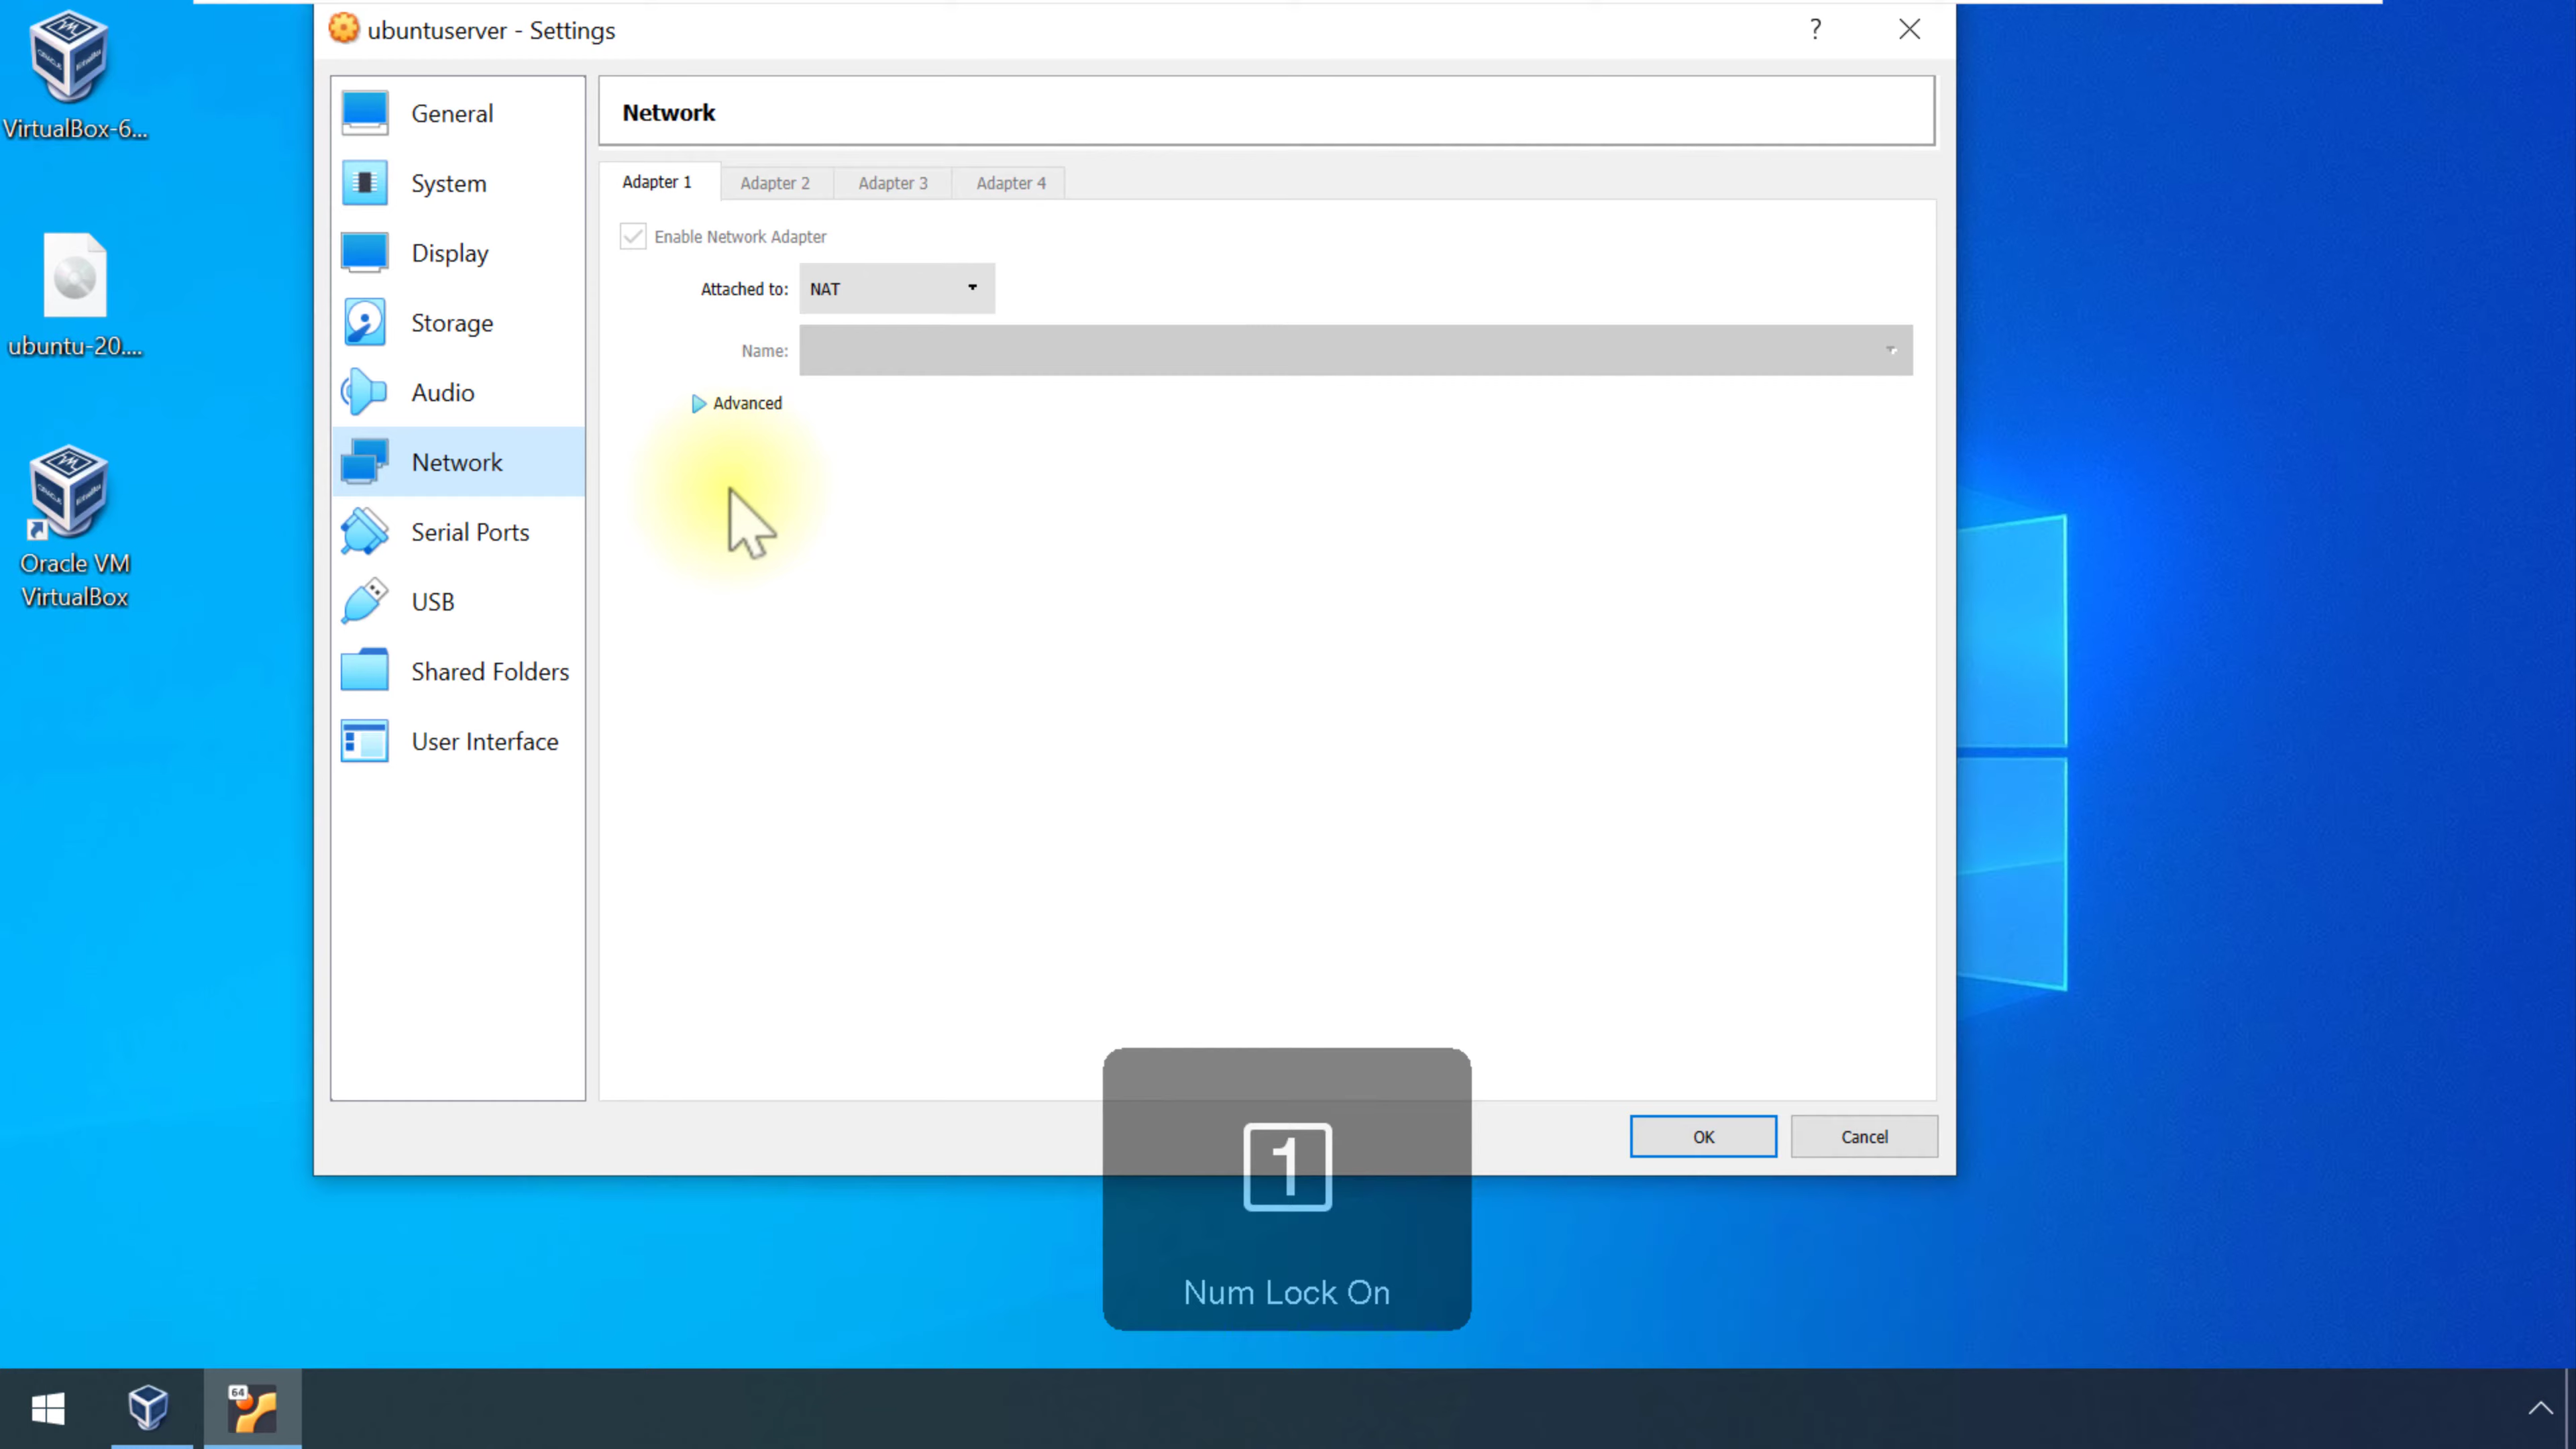 ubuntuserver - Settings
?
VirtualBox-6...
ubuntu-20....
Oracle VM
VirtualBox
General
System
Display
Storage
Audio
Network
Serial Ports
USB
Shared Folders
User Interface
Network
Adapter 1
Adapter 2
Adapter 3
Adapter 4
Enable Network Adapter
Attached to:
NAT
Name:
Advanced
OK
Cancel
1
Num Lock On
64